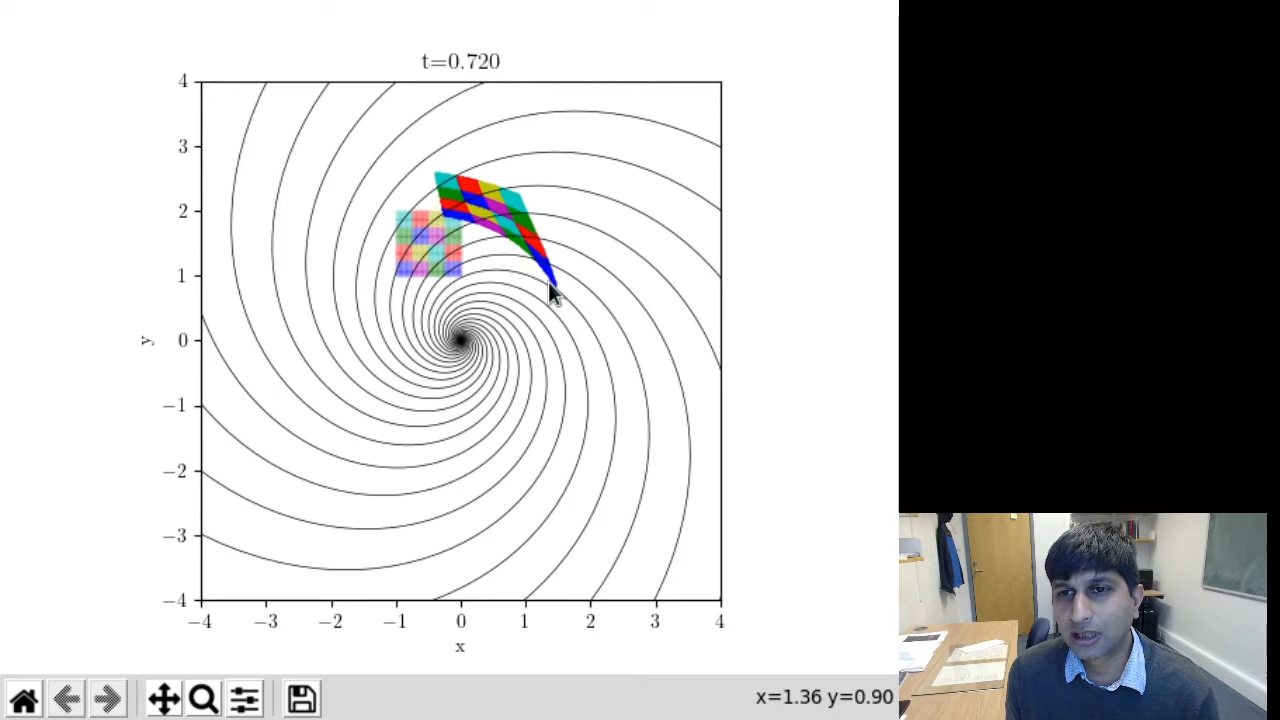 t=0.720
4
3
2
1
0
−1
−2
−3
−4
y
−4 −3 −2 −1 0 1 2 3 4
x
x=1.36 y=0.90